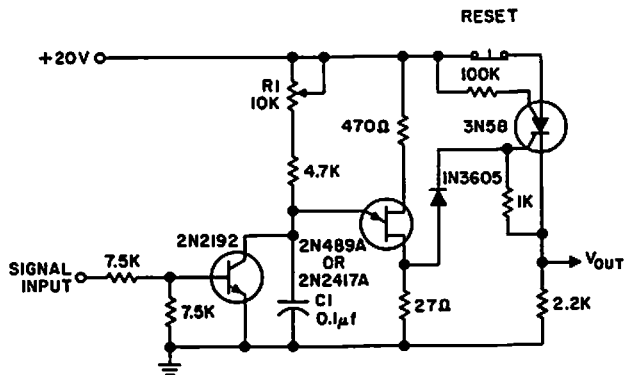 RESET
+20V
100K
R1
10K
470Ω
3N58
4.7K
1N3605
1K
2N2192
2N489A
OR
2N2417A
SIGNAL
INPUT
7.5K
VOUT
7.5K
C1
0.1µf
27Ω
2.2K